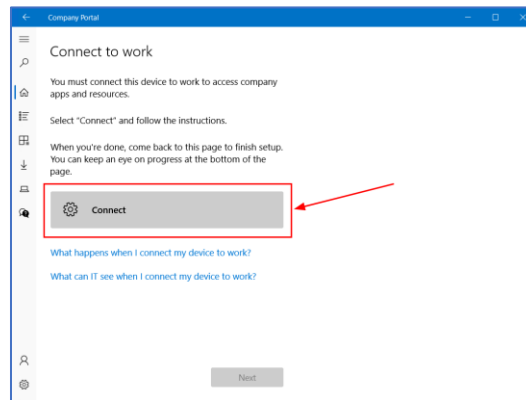 Company Portal
Connect to work
You must connect this device to work to access company
apps and resources.
Select "Connect" and follow the instructions.
When you're done, come back to this page to finish setup.
You can keep an eye on progress at the bottom of the
page.
Connect
What happens when I connect my device to work?
What can IT see when I connect my device to work?
Next